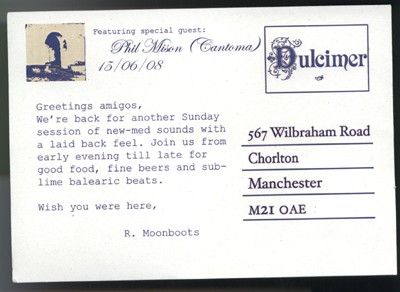 Featuring special guest:
Phil Mison (Cantoma)
15/06/08
Dulcimer
Greetings amigos,
We're back for another Sunday
session of new-med sounds with
a laid back feel. Join us from
early evening till late for
good food, fine beers and sub-
lime balearic beats.
Wish you were here,
R. Moonboots
567 Wilbraham Road
Chorlton
Manchester
M21 OAE